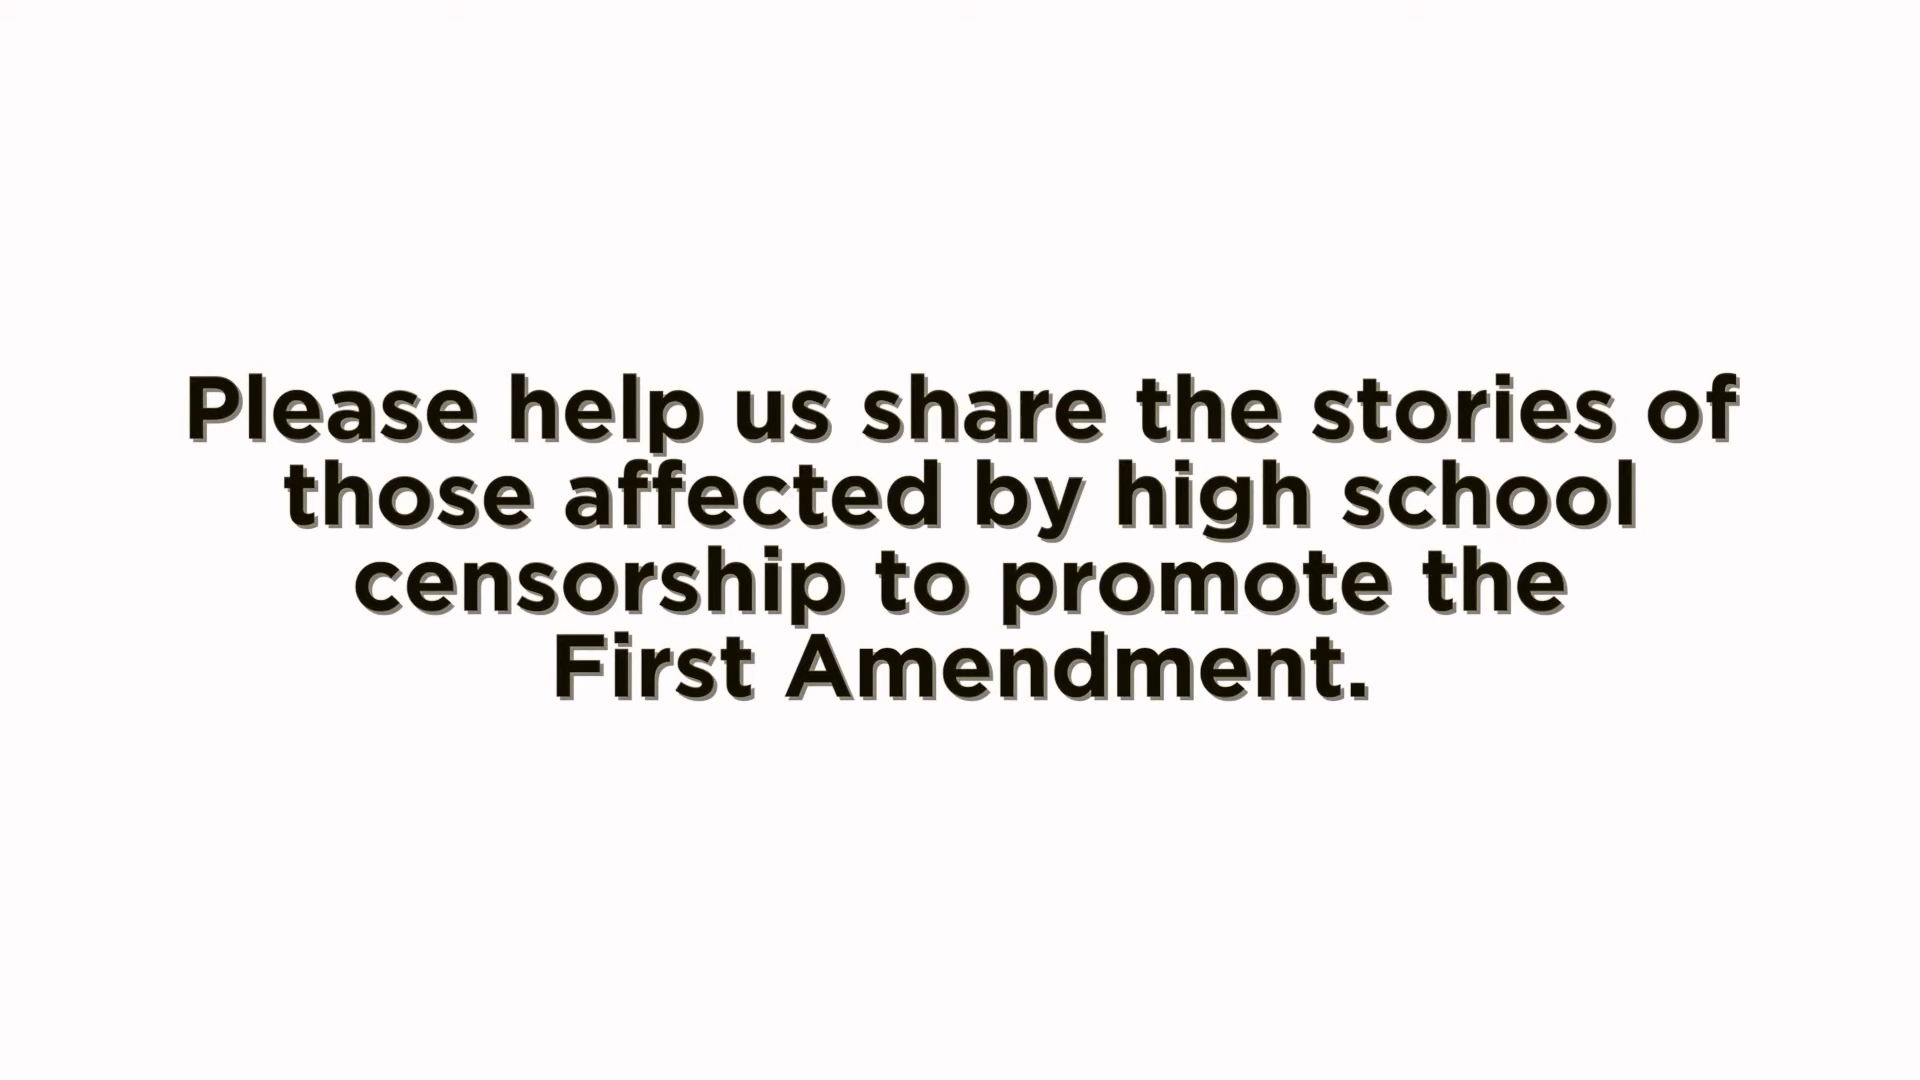 Please help us share the stories of
those affected by high school
censorship to promote the
First Amendment.